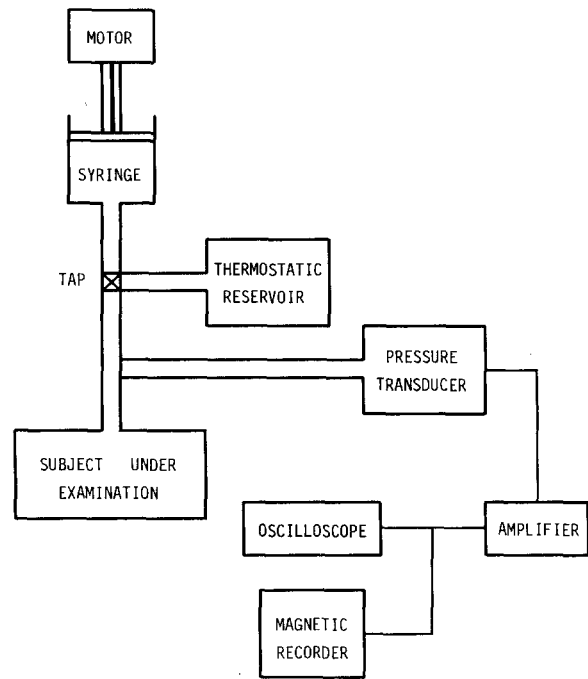 MOTOR
SYRINGE
TAP
THERMOSTATIC
RESERVOIR
PRESSURE
TRANSDUCER
SUBJECT UNDER
EXAMINATION
OSCILLOSCOPE
AMPLIFIER
MAGNETIC
RECORDER